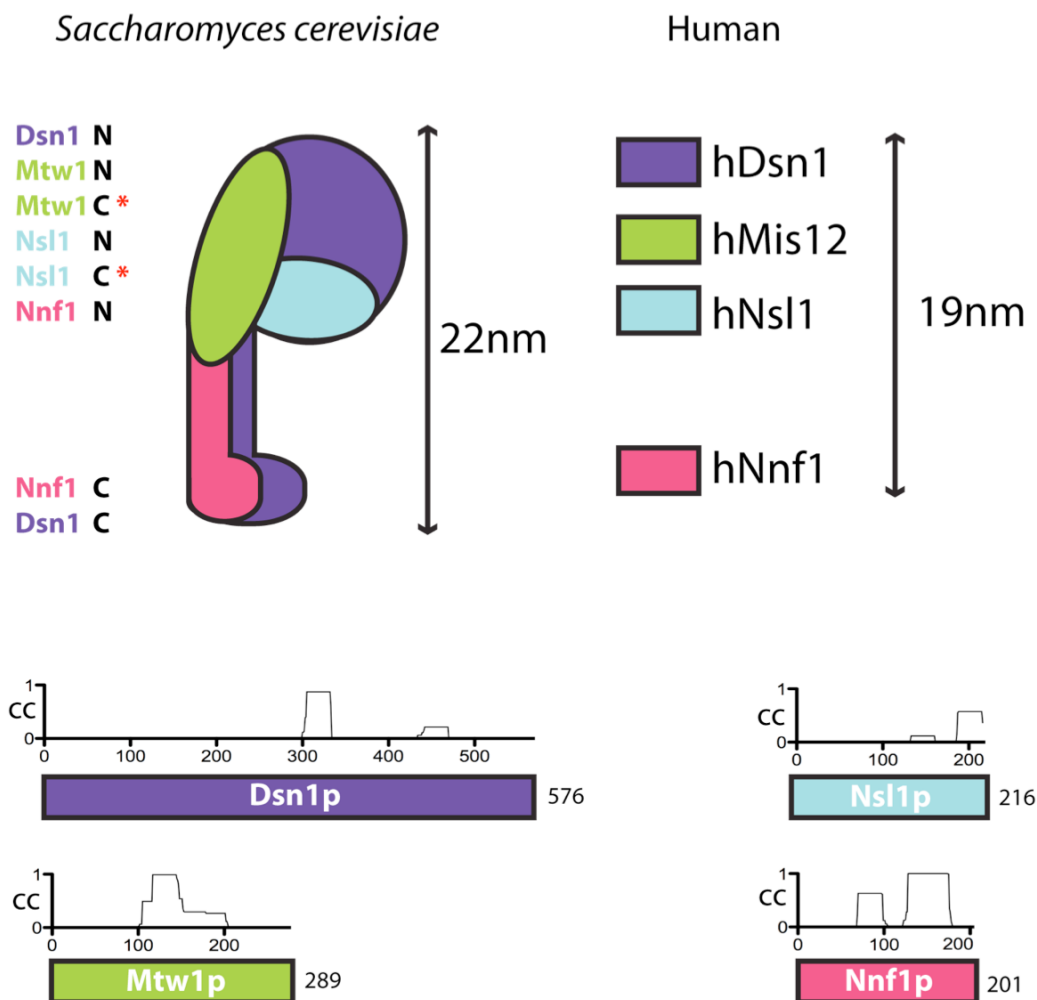 Saccharomyces cerevisiae
Human
Dsn1 N
Mtw1 N
Mtw1 C *
Nsl1 N
Nsl1 C *
Nnf1 N
Nnf1 C
Dsn1 C
22nm
hDsn1
hMis12
hNsl1
hNnf1
19nm
1
CC
0
0 100 200 300 400 500
Dsn1p 576
1
CC
0
0 100 200
Nsl1p 216
1
CC
0
0 100 200
Mtw1p 289
1
CC
0
0 100 200
Nnf1p 201